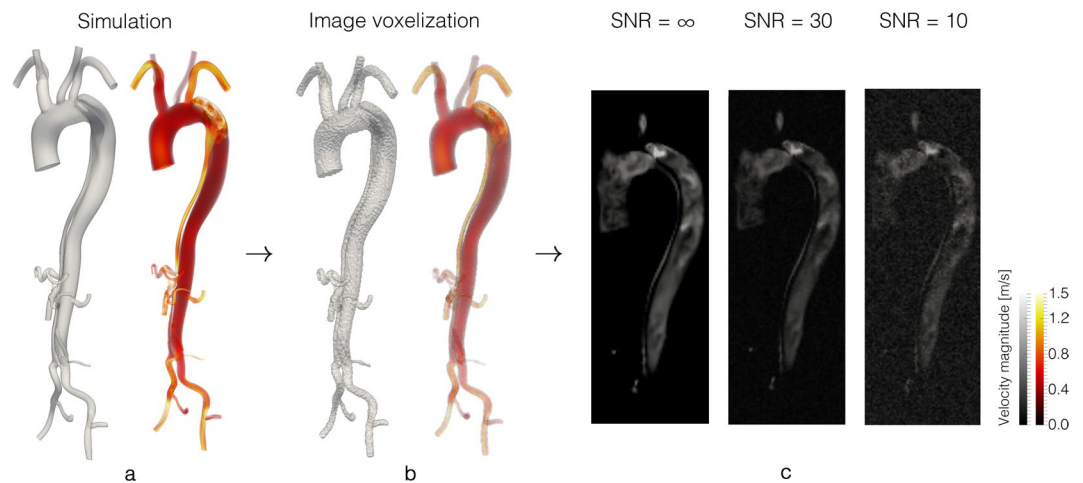 Simulation
Image voxelization
SNR = ∞
SNR = 30
SNR = 10
→
→
Velocity magnitude [m/s]
1.5
1.2
0.8
0.4
0.0
a
b
c